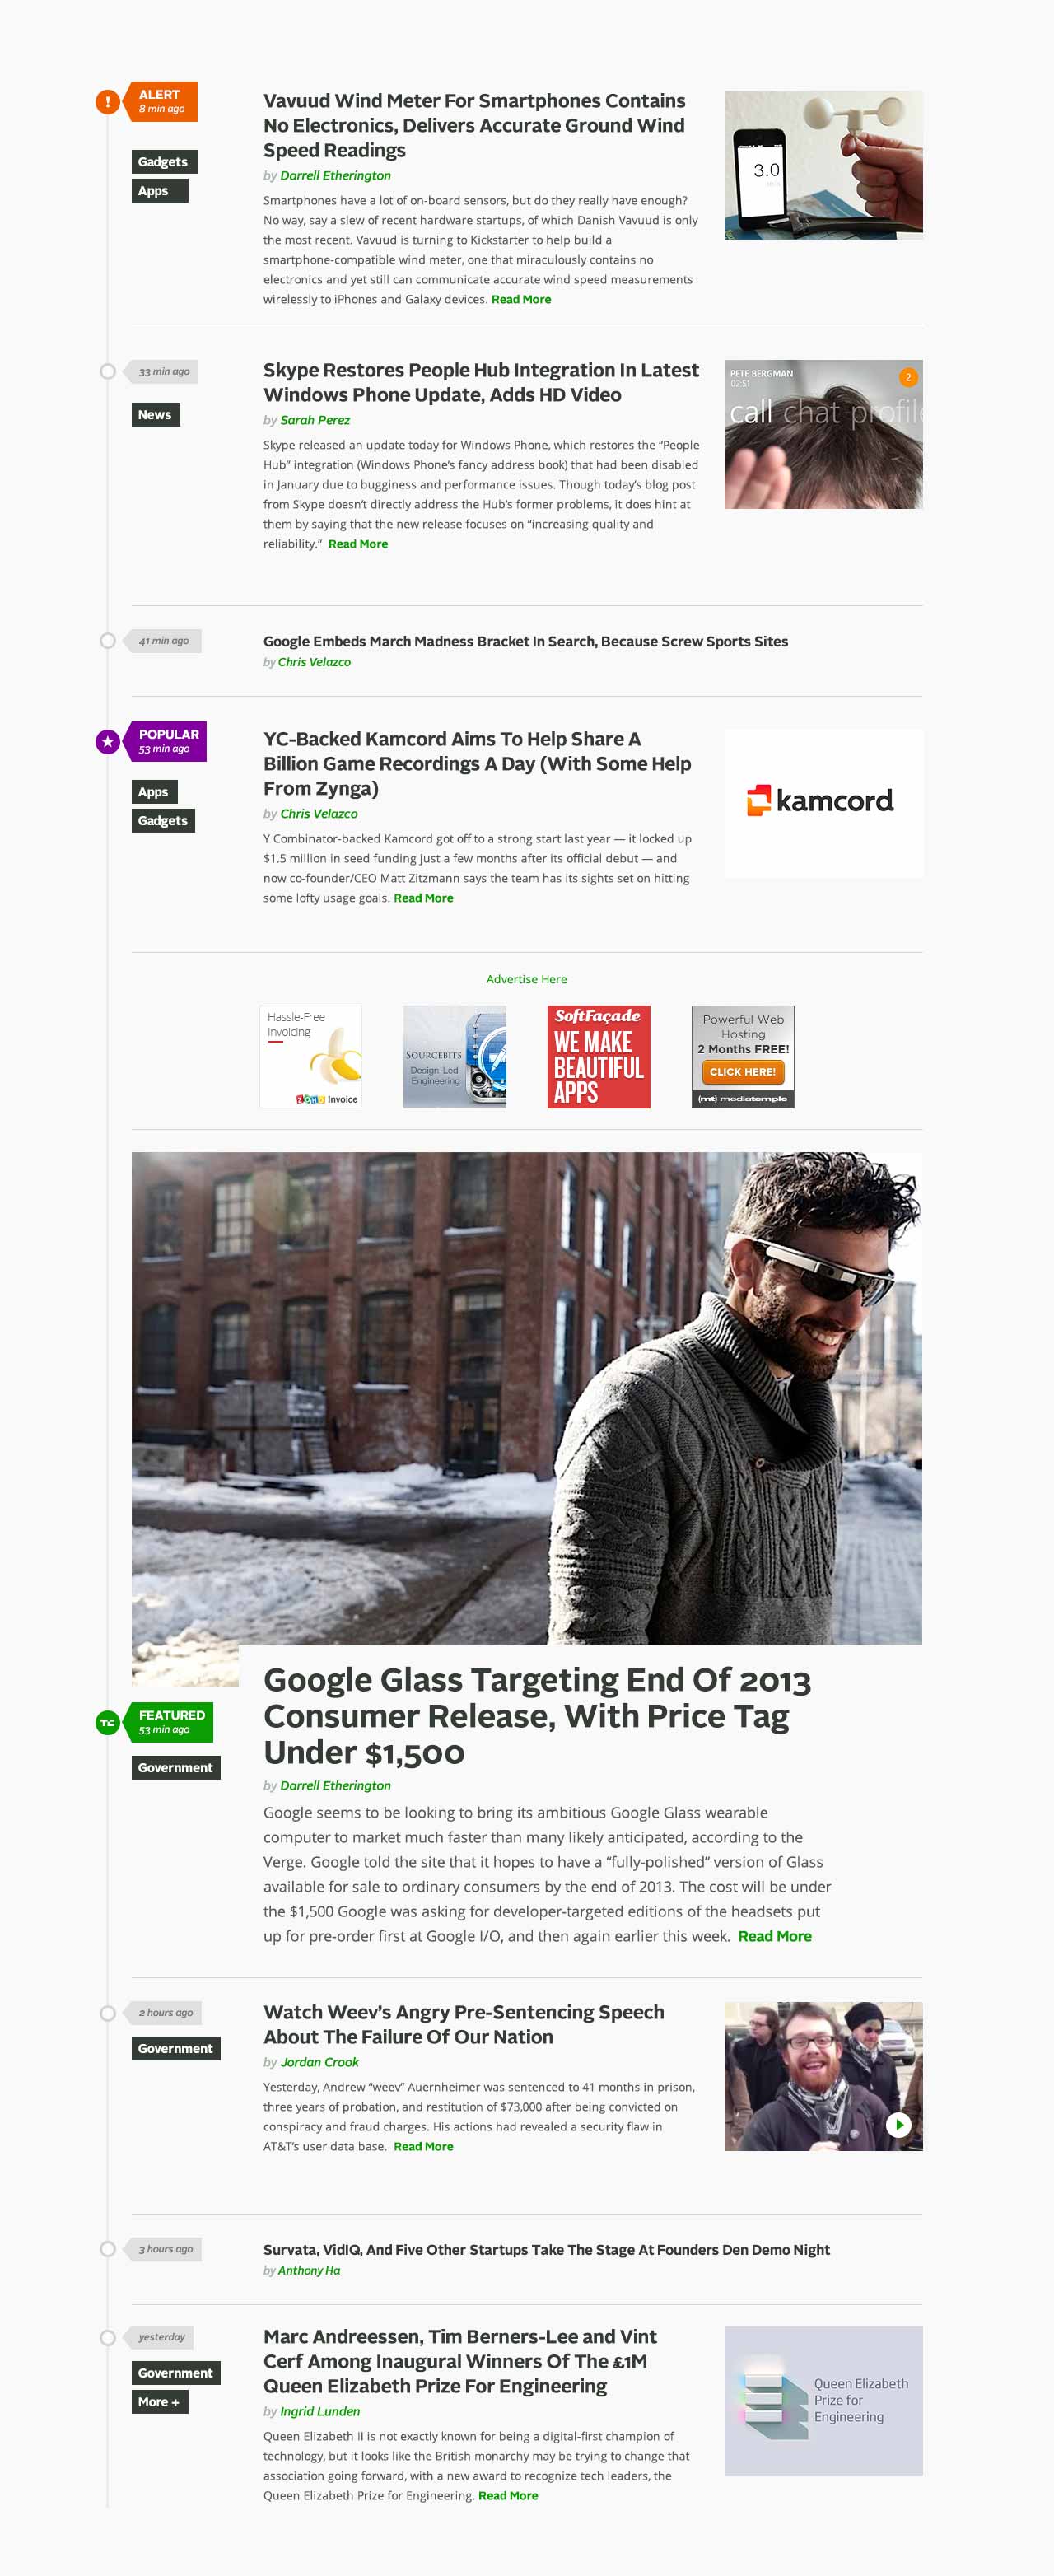 ALERT
8 min ago
Gadgets
Apps
Vavuud Wind Meter For Smartphones Contains
No Electronics, Delivers Accurate Ground Wind
Speed Readings
by Darrell Etherington
Smartphones have a lot of on-board sensors, but do they really have enough?
No way, say a slew of recent hardware startups, of which Danish Vavuud is only
the most recent. Vavuud is turning to Kickstarter to help build a
smartphone-compatible wind meter, one that miraculously contains no
electronics and yet still can communicate accurate wind speed measurements
wirelessly to iPhones and Galaxy devices. Read More
3.0
33 min ago
News
Skype Restores People Hub Integration In Latest
Windows Phone Update, Adds HD Video
by Sarah Perez
Skype released an update today for Windows Phone, which restores the “People
Hub” integration (Windows Phone’s fancy address book) that had been disabled
in January due to bugginess and performance issues. Though today’s blog post
from Skype doesn’t directly address the Hub’s former problems, it does hint at
them by saying that the new release focuses on “increasing quality and
reliability.” Read More
PETE BERGMAN
02:51
2
call chat profile
41 min ago
Google Embeds March Madness Bracket In Search, Because Screw Sports Sites
by Chris Velazco
POPULAR
53 min ago
Apps
Gadgets
YC-Backed Kamcord Aims To Help Share A
Billion Game Recordings A Day (With Some Help
From Zynga)
by Chris Velazco
Y Combinator-backed Kamcord got off to a strong start last year — it locked up
$1.5 million in seed funding just a few months after its official debut — and
now co-founder/CEO Matt Zitzmann says the team has its sights set on hitting
some lofty usage goals. Read More
kamcord
Advertise Here
Hassle-Free
Invoicing
ZOHO Invoice
SOURCEBITS
Design-Led
Engineering
SoftFaçade
WE MAKE
BEAUTIFUL
APPS
Powerful Web
Hosting
2 Months FREE!
CLICK HERE!
(mt) mediatemple
TC
FEATURED
53 min ago
Government
Google Glass Targeting End Of 2013
Consumer Release, With Price Tag
Under $1,500
by Darrell Etherington
Google seems to be looking to bring its ambitious Google Glass wearable
computer to market much faster than many likely anticipated, according to the
Verge. Google told the site that it hopes to have a “fully-polished” version of Glass
available for sale to ordinary consumers by the end of 2013. The cost will be under
the $1,500 Google was asking for developer-targeted editions of the headsets put
up for pre-order first at Google I/O, and then again earlier this week. Read More
2 hours ago
Government
Watch Weev’s Angry Pre-Sentencing Speech
About The Failure Of Our Nation
by Jordan Crook
Yesterday, Andrew “weev” Auernheimer was sentenced to 41 months in prison,
three years of probation, and restitution of $73,000 after being convicted on
conspiracy and fraud charges. His actions had revealed a security flaw in
AT&T’s user data base. Read More
3 hours ago
Survata, VidIQ, And Five Other Startups Take The Stage At Founders Den Demo Night
by Anthony Ha
yesterday
Government
More +
Marc Andreessen, Tim Berners-Lee and Vint
Cerf Among Inaugural Winners Of The £1M
Queen Elizabeth Prize For Engineering
by Ingrid Lunden
Queen Elizabeth II is not exactly known for being a digital-first champion of
technology, but it looks like the British monarchy may be trying to change that
association going forward, with a new award to recognize tech leaders, the
Queen Elizabeth Prize for Engineering. Read More
Queen Elizabeth
Prize for
Engineering